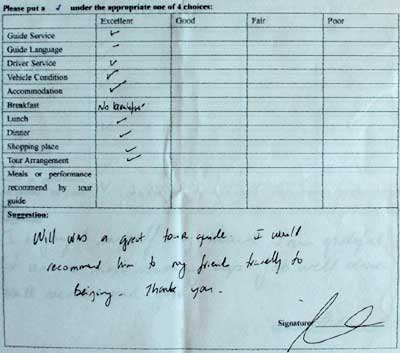 Please put a ✓ under the appropriate one of 4 choices:
Excellent Good Fair Poor
Guide Service ✓
Guide Language ✓
Driver Service ✓
Vehicle Condition ✓
Accommodation ✓
Breakfast No breakfast
Lunch ✓
Dinner ✓
Shopping place ✓
Tour Arrangement ✓
Meals or performance
recommend by tour
guide
Suggestion:
Will was a great tour guide I would
recommend him to my friends travelly to
beijing. Thank you.
Signature